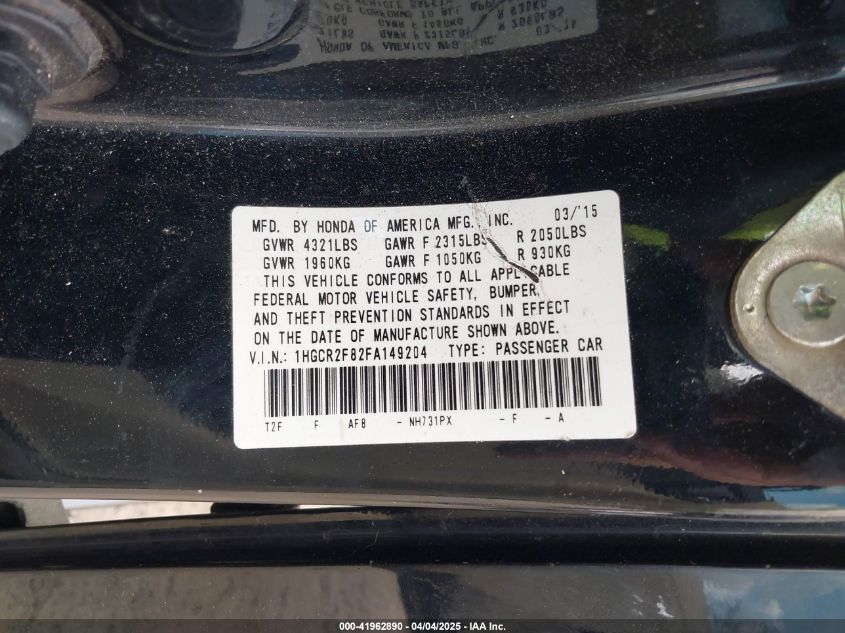 MFD. BY HONDA OF AMERICA MFG. INC. 03/'15
GVWR 4321LBS GAWR F 2315LBS R 2050LBS
GVWR 1960KG GAWR F 1050KG R 930KG
THIS VEHICLE CONFORMS TO ALL APPLICABLE
FEDERAL MOTOR VEHICLE SAFETY, BUMPER,
AND THEFT PREVENTION STANDARDS IN EFFECT
ON THE DATE OF MANUFACTURE SHOWN ABOVE.
V.I.N.: 1HGCR2F82FA149204 TYPE: PASSENGER CAR
T2F F AF8 - NH731PX - F - A
000-41962890 - 04/04/2025 - IAA Inc.